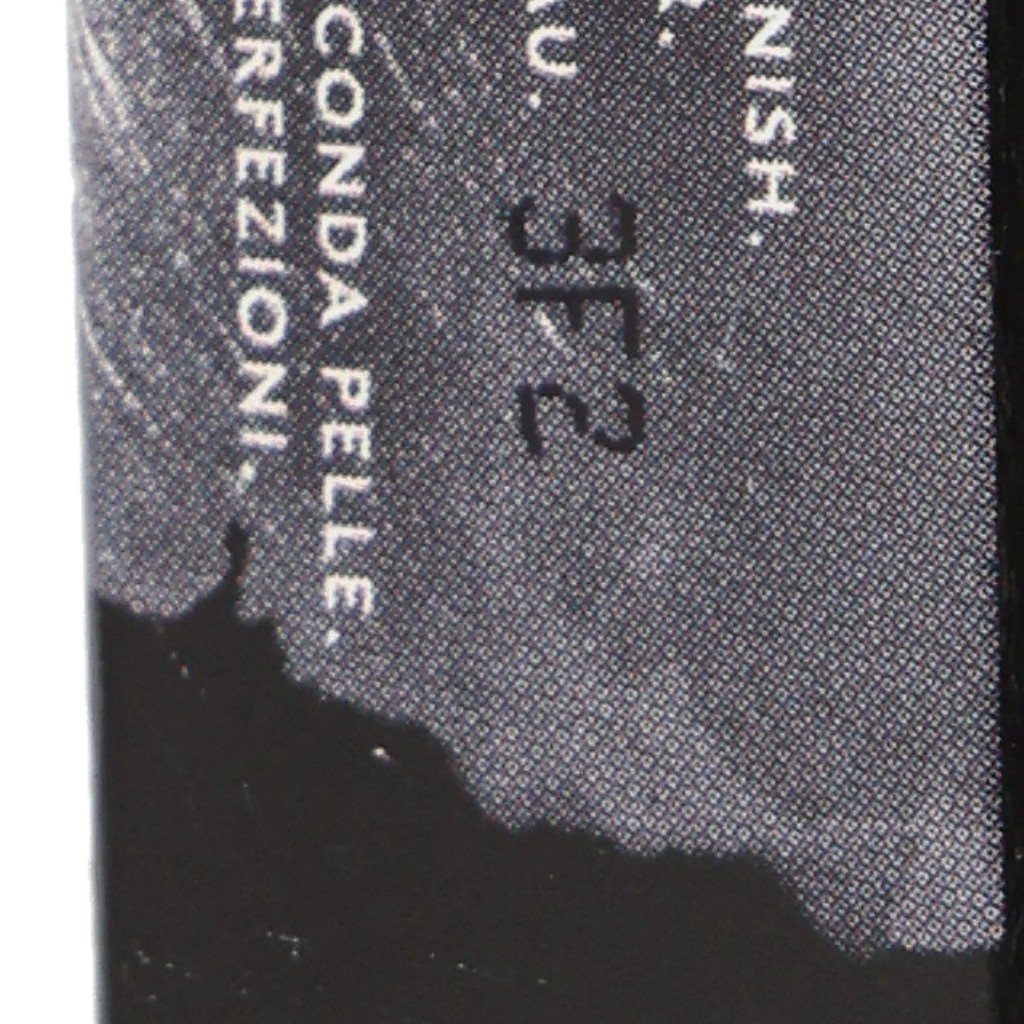 NISH.
R.
AU.
3F2
CONDA PELLE.
ERFEZIONI.